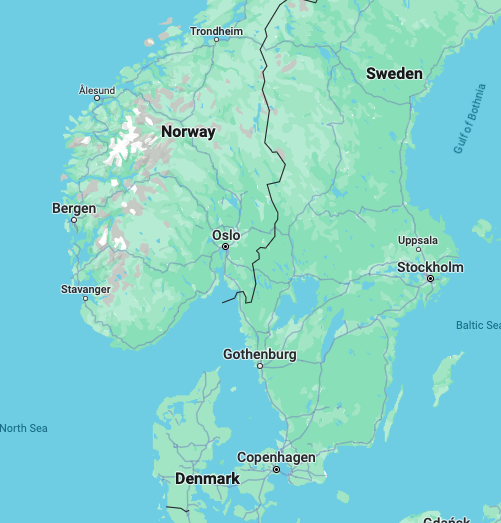 Trondheim
Sweden
Ålesund
Gulf of Bothnia
Norway
Bergen
Oslo
Uppsala
Stockholm
Stavanger
Baltic Sea
Gothenburg
North Sea
Copenhagen
Denmark
Gdańsk